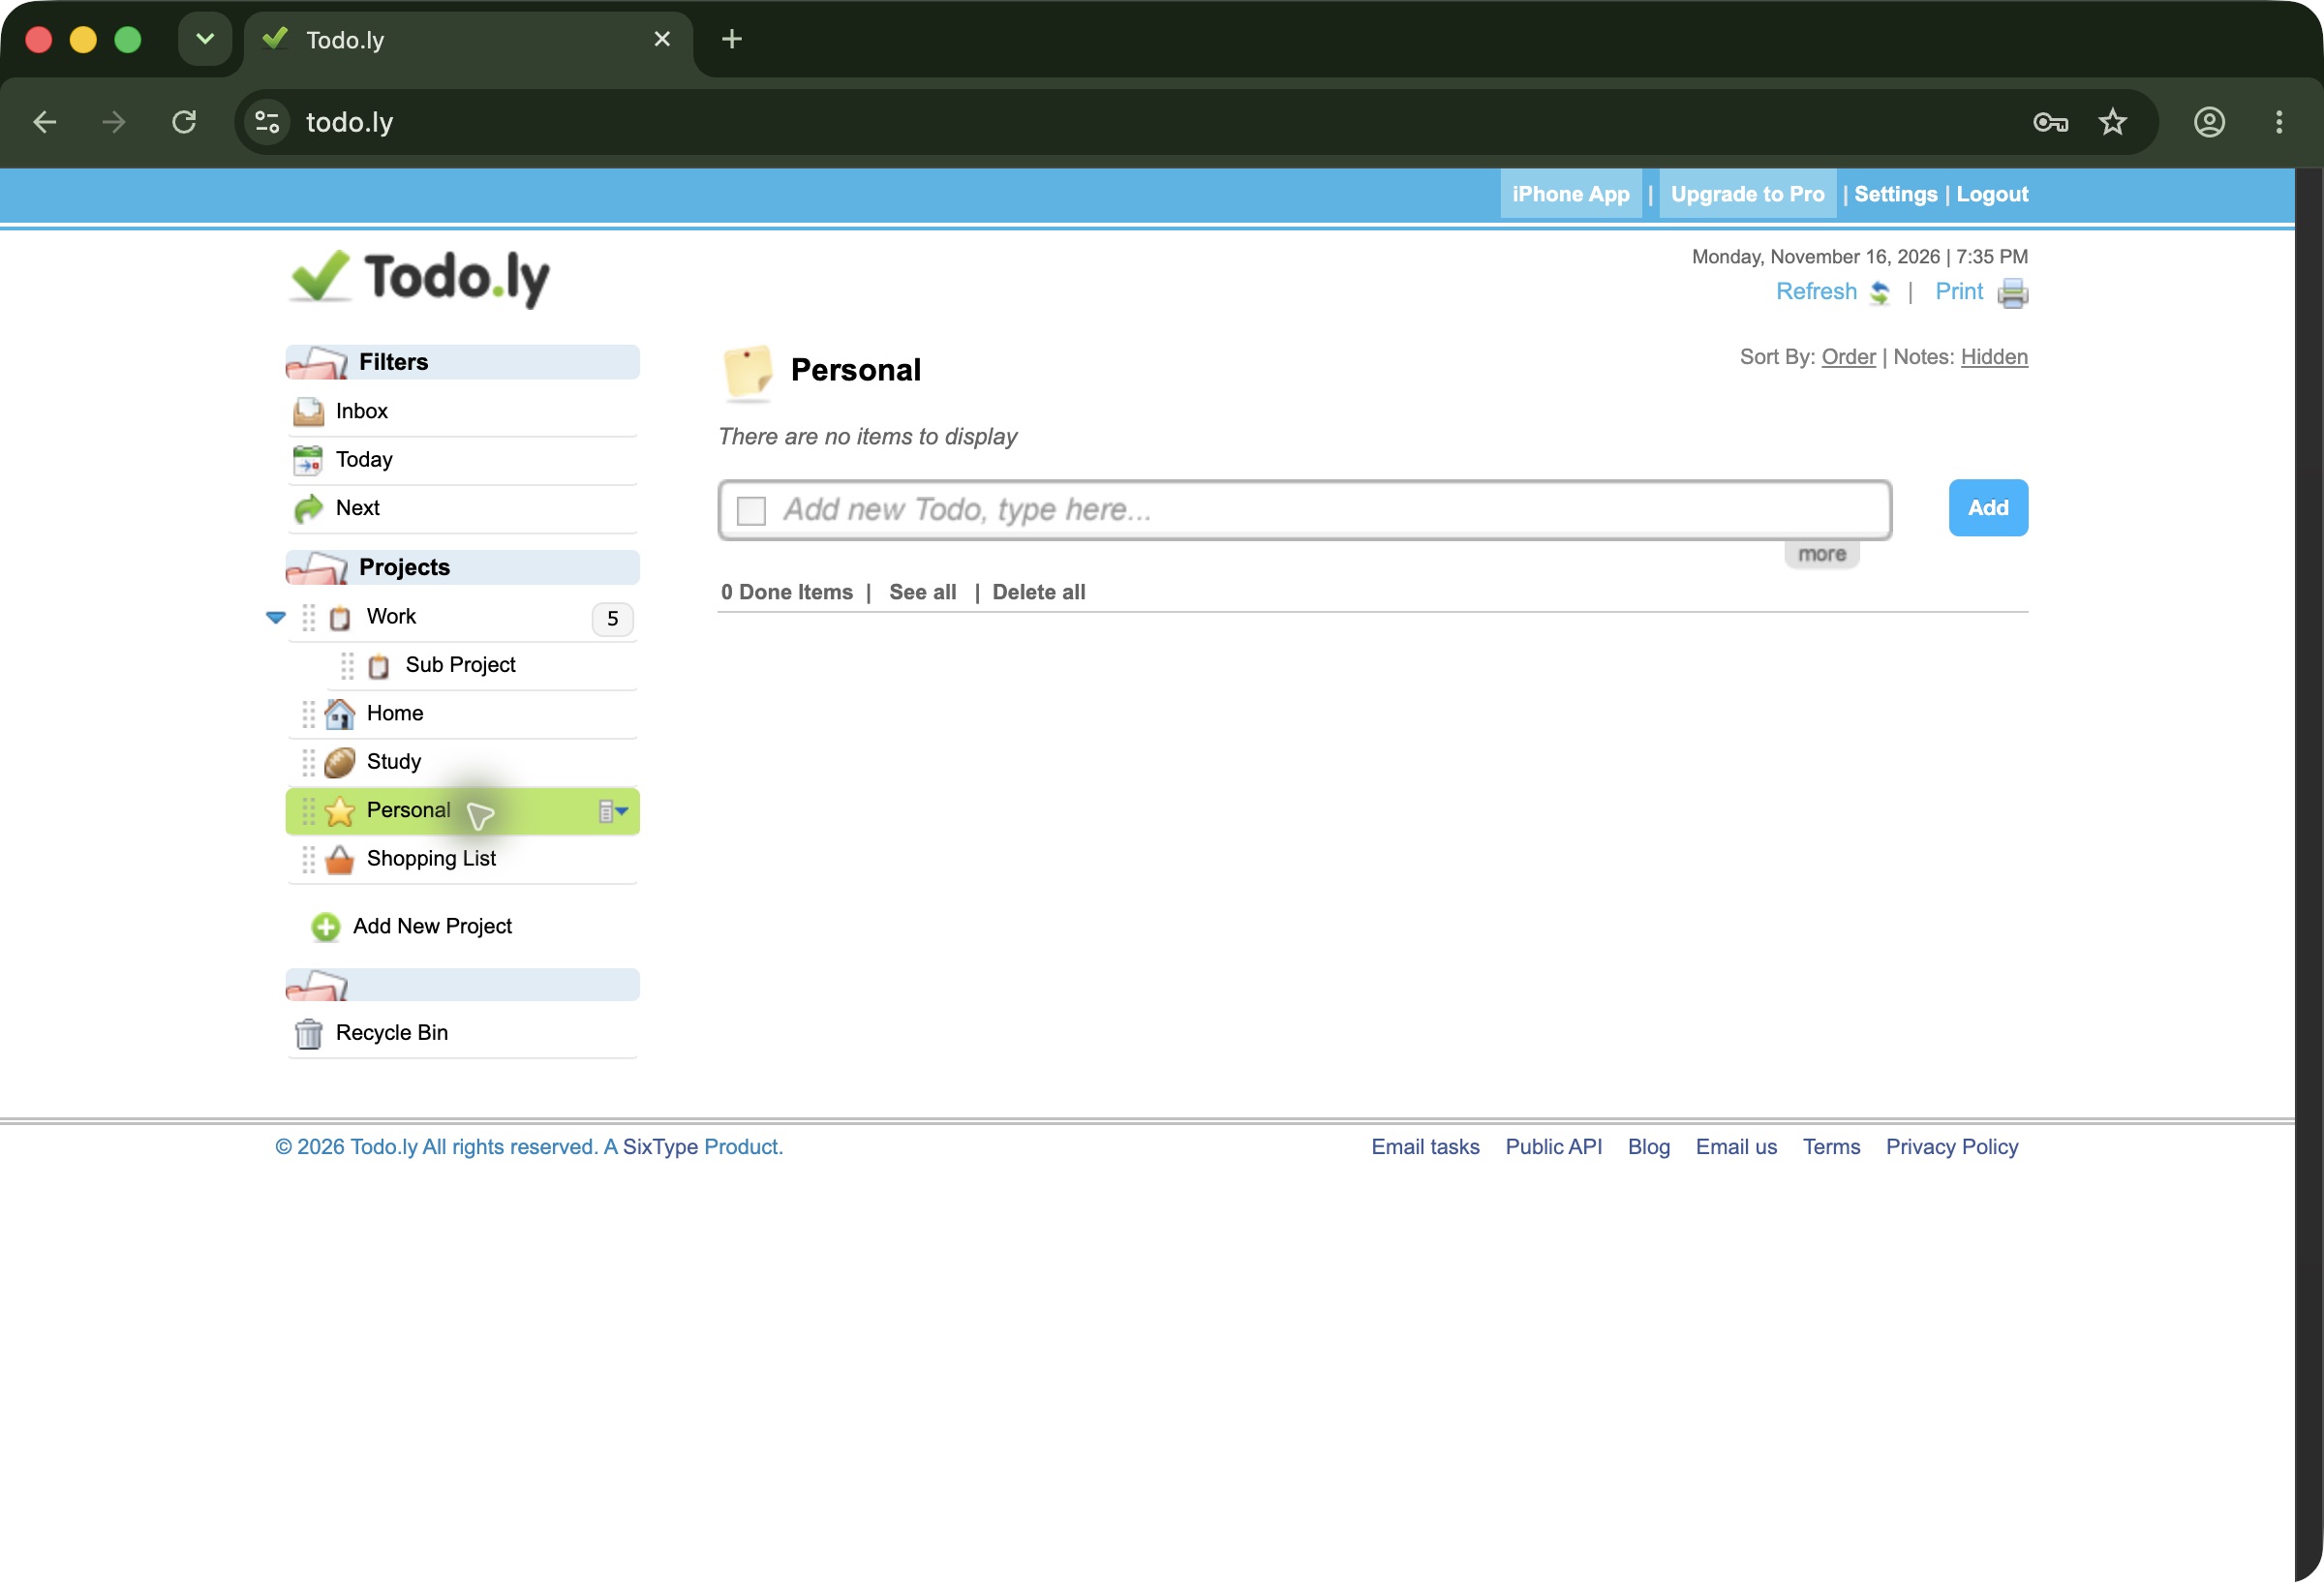 Todo.ly
todo.ly
iPhone App | Upgrade to Pro | Settings | Logout
Todo.ly
Monday, November 16, 2026 | 7:35 PM
Refresh | Print
Filters
Inbox
Today
Next
Projects
Work 5
Sub Project
Home
Study
Personal
Shopping List
Add New Project
Recycle Bin
Personal
Sort By: Order | Notes: Hidden
There are no items to display
Add new Todo, type here...
Add
more
0 Done Items | See all | Delete all
© 2026 Todo.ly All rights reserved. A SixType Product.
Email tasks Public API Blog Email us Terms Privacy Policy